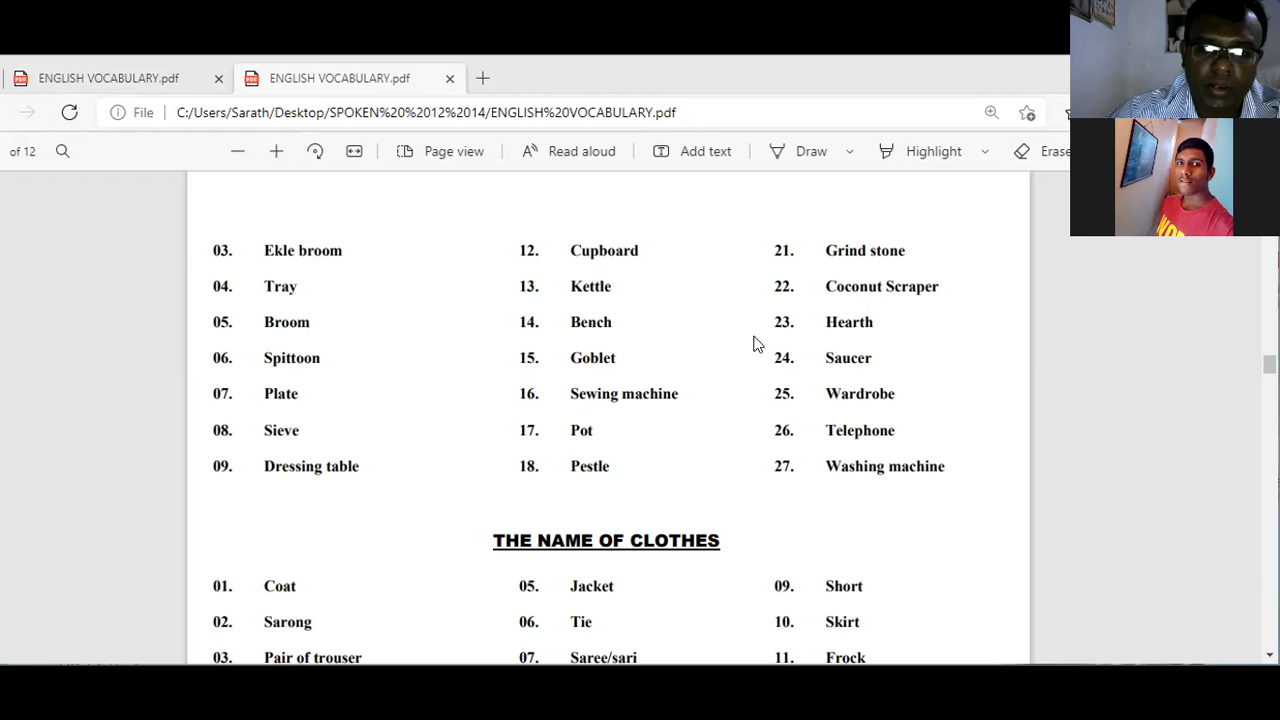 ENGLISH VOCABULARY.pdf
ENGLISH VOCABULARY.pdf
File C:/Users/Sarath/Desktop/SPOKEN%20%2012%2014/ENGLISH%20VOCABULARY.pdf
of 12 Page view Read aloud Add text Draw Highlight Erase
03. Ekle broom 12. Cupboard 21. Grind stone
04. Tray 13. Kettle 22. Coconut Scraper
05. Broom 14. Bench 23. Hearth
06. Spittoon 15. Goblet 24. Saucer
07. Plate 16. Sewing machine 25. Wardrobe
08. Sieve 17. Pot 26. Telephone
09. Dressing table 18. Pestle 27. Washing machine
THE NAME OF CLOTHES
01. Coat 05. Jacket 09. Short
02. Sarong 06. Tie 10. Skirt
03. Pair of trouser 07. Saree/sari 11. Frock